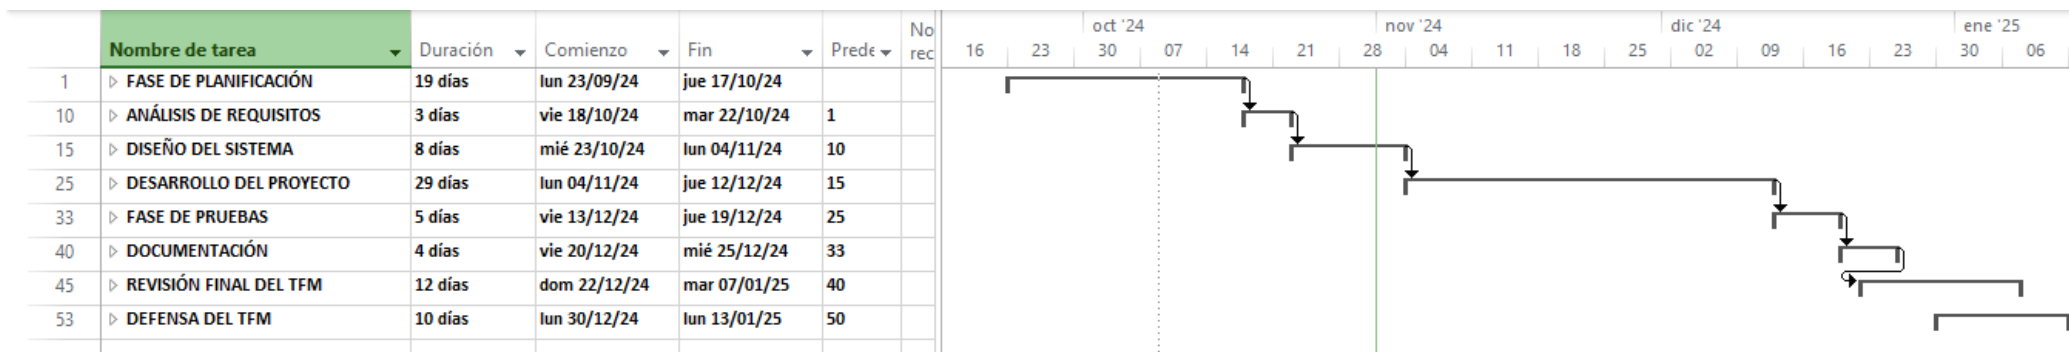 oct '24 nov '24 dic '24 ene '25
Nombre de tarea Duración Comienzo Fin Prede No rec 16 23 30 07 14 21 28 04 11 18 25 02 09 16 23 30 06
1 FASE DE PLANIFICACIÓN 19 días lun 23/09/24 jue 17/10/24
10 ANÁLISIS DE REQUISITOS 3 días vie 18/10/24 mar 22/10/24 1
15 DISEÑO DEL SISTEMA 8 días mié 23/10/24 lun 04/11/24 10
25 DESARROLLO DEL PROYECTO 29 días lun 04/11/24 jue 12/12/24 15
33 FASE DE PRUEBAS 5 días vie 13/12/24 jue 19/12/24 25
40 DOCUMENTACIÓN 4 días vie 20/12/24 mié 25/12/24 33
45 REVISIÓN FINAL DEL TFM 12 días dom 22/12/24 mar 07/01/25 40
53 DEFENSA DEL TFM 10 días lun 30/12/24 lun 13/01/25 50